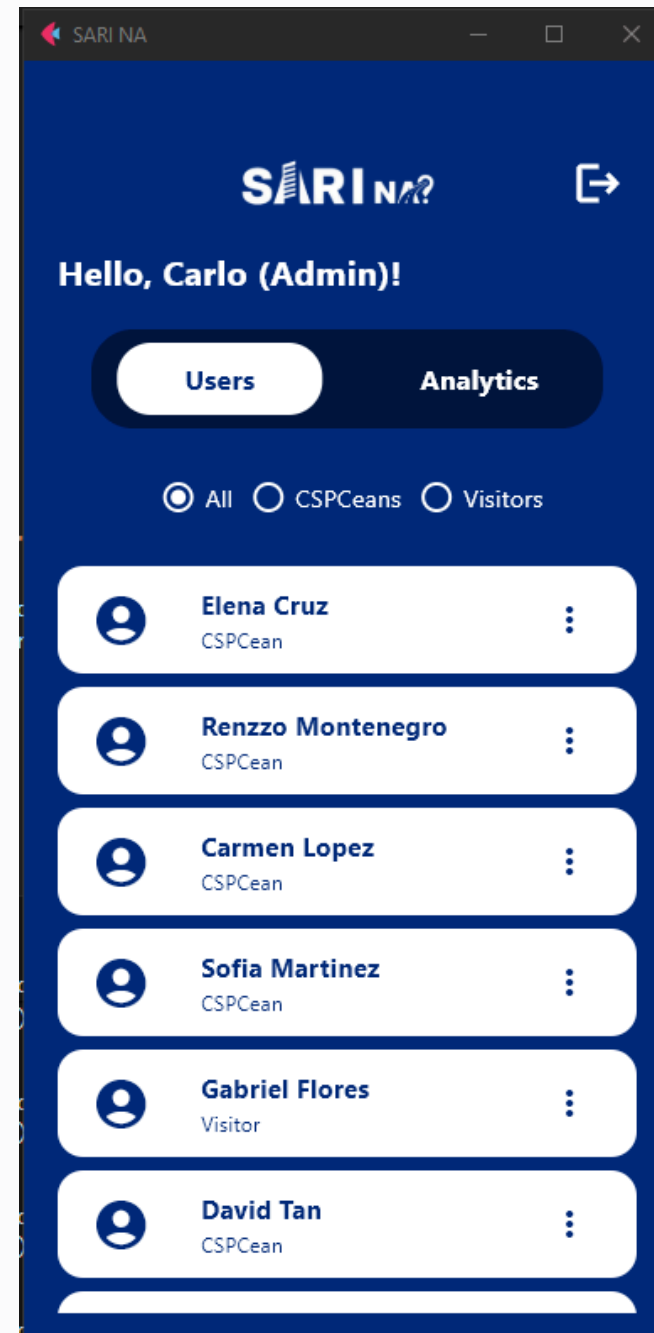 SARI NA
SARI NA?
Hello, Carlo (Admin)!
Users Analytics
All CSPCeans Visitors
Elena Cruz
CSPCean
Renzzo Montenegro
CSPCean
Carmen Lopez
CSPCean
Sofia Martinez
CSPCean
Gabriel Flores
Visitor
David Tan
CSPCean